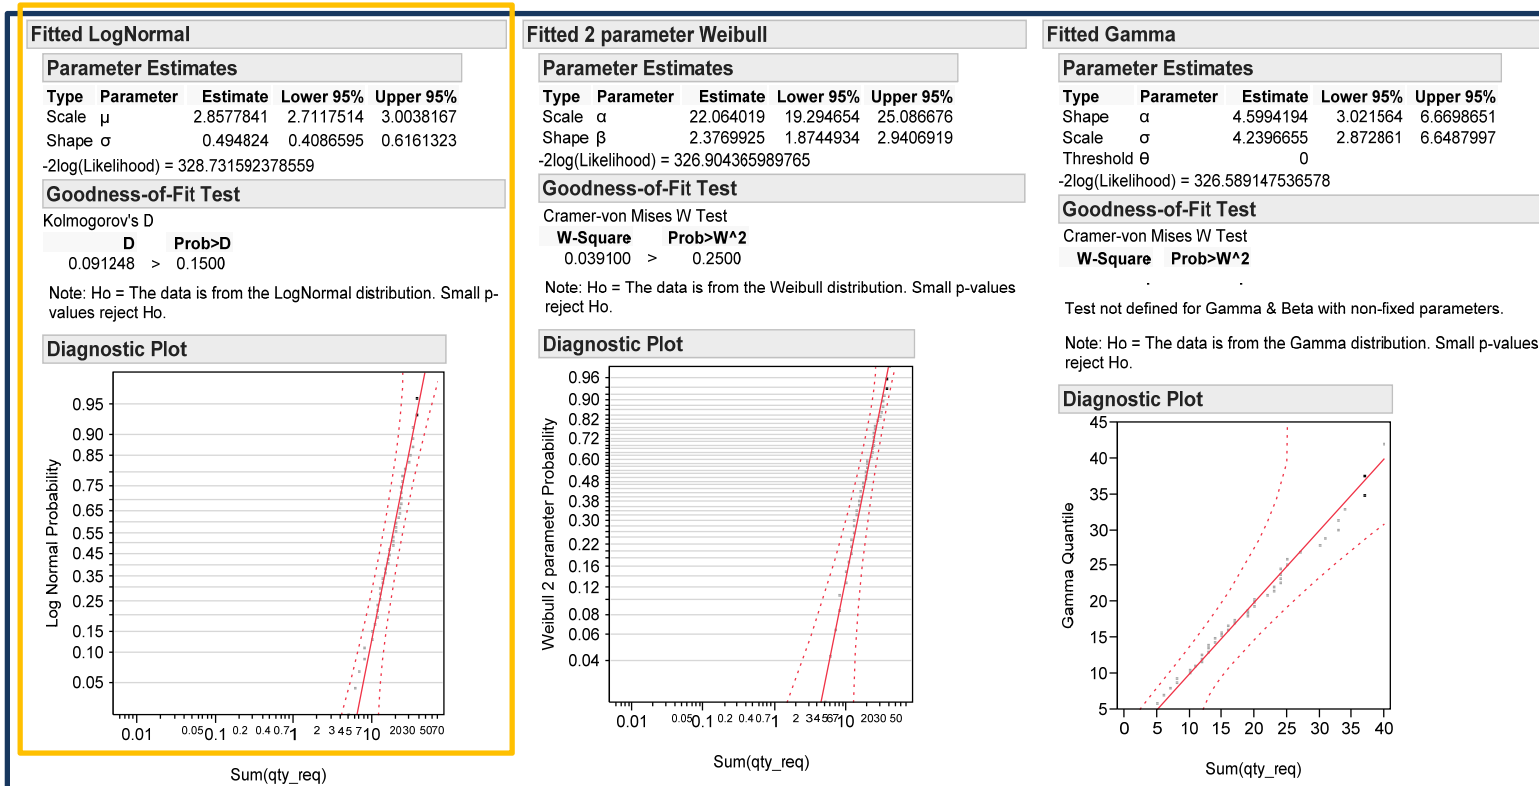 Fitted LogNormal
Parameter Estimates
Type Parameter Estimate Lower 95% Upper 95%
Scale μ 2.8577841 2.7117514 3.0038167
Shape σ 0.494824 0.4086595 0.6161323
-2log(Likelihood) = 328.731592378559
Goodness-of-Fit Test
Kolmogorov's D
D Prob>D
0.091248 > 0.1500
Note: Ho = The data is from the LogNormal distribution. Small p-
values reject Ho.
Diagnostic Plot
Log Normal Probability
0.95
0.90
0.85
0.75
0.65
0.55
0.45
0.35
0.25
0.15
0.10
0.05
0.01 0.05 0.1 0.2 0.4 0.7 1 2 3 4 5 7 10 20 30 50 70
Sum(qty_req)
Fitted 2 parameter Weibull
Parameter Estimates
Type Parameter Estimate Lower 95% Upper 95%
Scale α 22.064019 19.294654 25.086676
Shape β 2.3769925 1.8744934 2.9406919
-2log(Likelihood) = 326.904365989765
Goodness-of-Fit Test
Cramer-von Mises W Test
W-Square Prob>W^2
0.039100 > 0.2500
Note: Ho = The data is from the Weibull distribution. Small p-values
reject Ho.
Diagnostic Plot
Weibull 2 parameter Probability
0.96
0.90
0.82
0.72
0.60
0.48
0.38
0.30
0.22
0.16
0.12
0.08
0.06
0.04
0.01 0.05 0.1 0.2 0.4 0.7 1 2 3 4 5 6 7 10 20 30 50
Sum(qty_req)
Fitted Gamma
Parameter Estimates
Type Parameter Estimate Lower 95% Upper 95%
Shape α 4.5994194 3.021564 6.6698651
Scale σ 4.2396655 2.872861 6.6487997
Threshold θ 0
-2log(Likelihood) = 326.589147536578
Goodness-of-Fit Test
Cramer-von Mises W Test
W-Square Prob>W^2
. .
Test not defined for Gamma & Beta with non-fixed parameters.
Note: Ho = The data is from the Gamma distribution. Small p-values
reject Ho.
Diagnostic Plot
Gamma Quantile
45
40
35
30
25
20
15
10
5
0 5 10 15 20 25 30 35 40
Sum(qty_req)